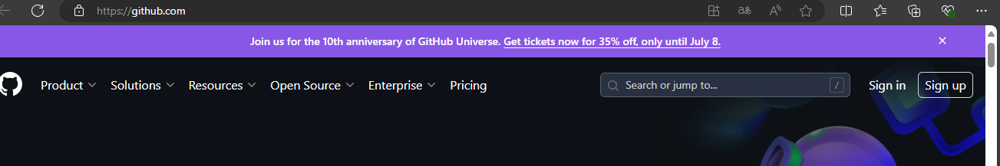 https://github.com
Join us for the 10th anniversary of GitHub Universe. Get tickets now for 35% off, only until July 8.
Product Solutions Resources Open Source Enterprise Pricing Search or jump to... / Sign in Sign up